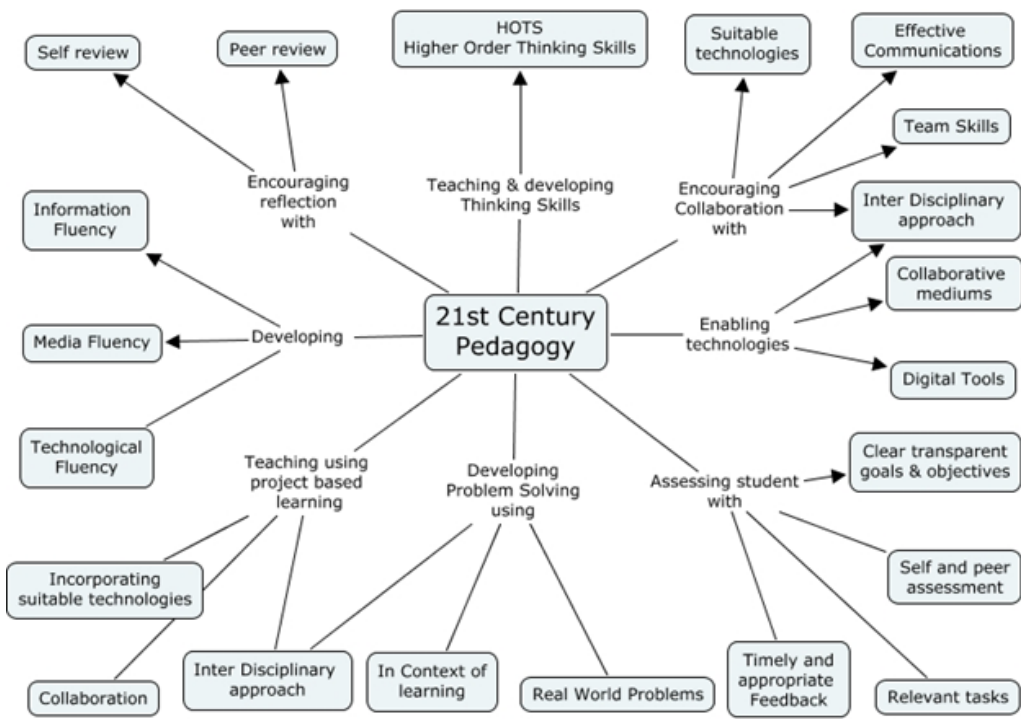 HOTS
Higher Order Thinking Skills
Self review
Peer review
Suitable
technologies
Effective
Communications
Team Skills
Encouraging
reflection
with
Teaching & developing
Thinking Skills
Encouraging
Collaboration
with
Inter Disciplinary
approach
Information
Fluency
Collaborative
mediums
21st Century
Pedagogy
Media Fluency
Developing
Enabling
technologies
Digital Tools
Technological
Fluency
Teaching using
project based
learning
Developing
Problem Solving
using
Assessing student
with
Clear transparent
goals & objectives
Incorporating
suitable technologies
Self and peer
assessment
Collaboration
Inter Disciplinary
approach
In Context of
learning
Real World Problems
Timely and
appropriate
Feedback
Relevant tasks